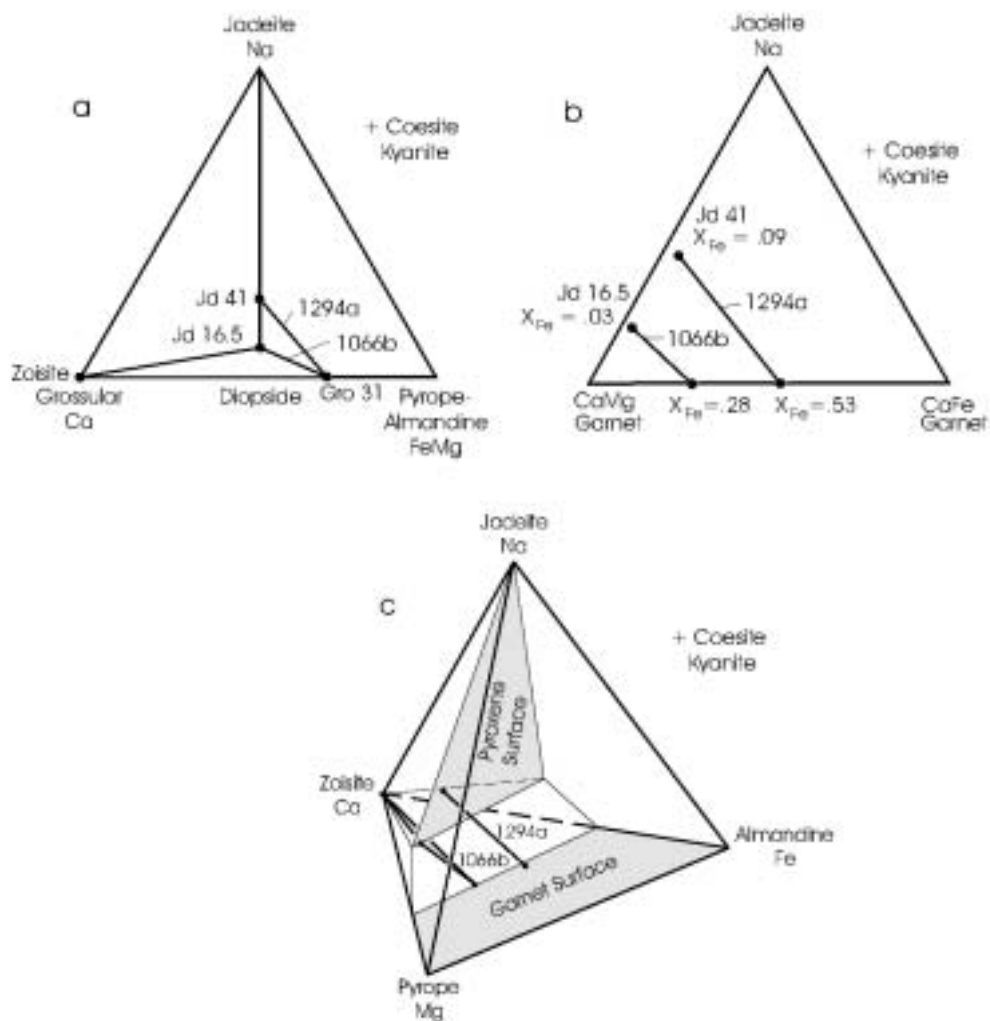 Jadeite
Na
a
+ Coesite
Kyanite
Jd 41
1294a
Jd 16.5
1066b
Zoisite
Grossular
Ca
Diopside
Gro 31
Pyrope-
Almandine
FeMg
Jadeite
Na
b
+ Coesite
Kyanite
Jd 41
XFe = .09
Jd 16.5
XFe = .03
1294a
1066b
CaMg
Garnet
XFe=.28
XFe=.53
CaFe
Garnet
Jadeite
Na
c
+ Coesite
Kyanite
Pyroxene
Surface
Zoisite
Ca
1294a
1066b
Almandine
Fe
Garnet Surface
Pyrope
Mg